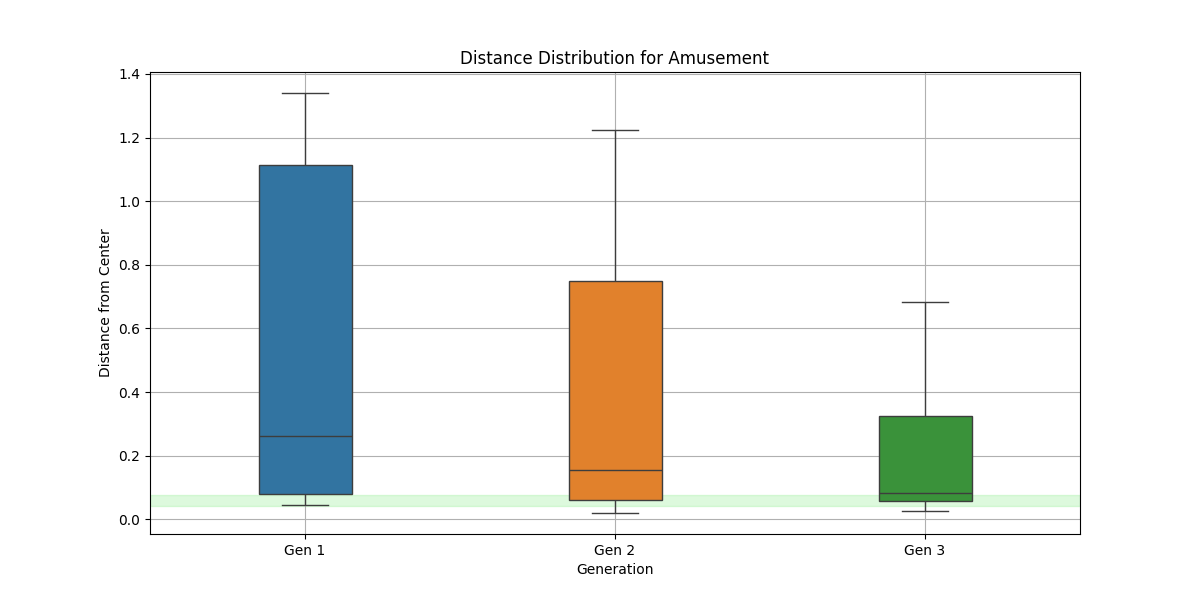 Distance Distribution for Amusement
Distance from Center
1.4
1.2
1.0
0.8
0.6
0.4
0.2
0.0
Gen 1 Gen 2 Gen 3
Generation